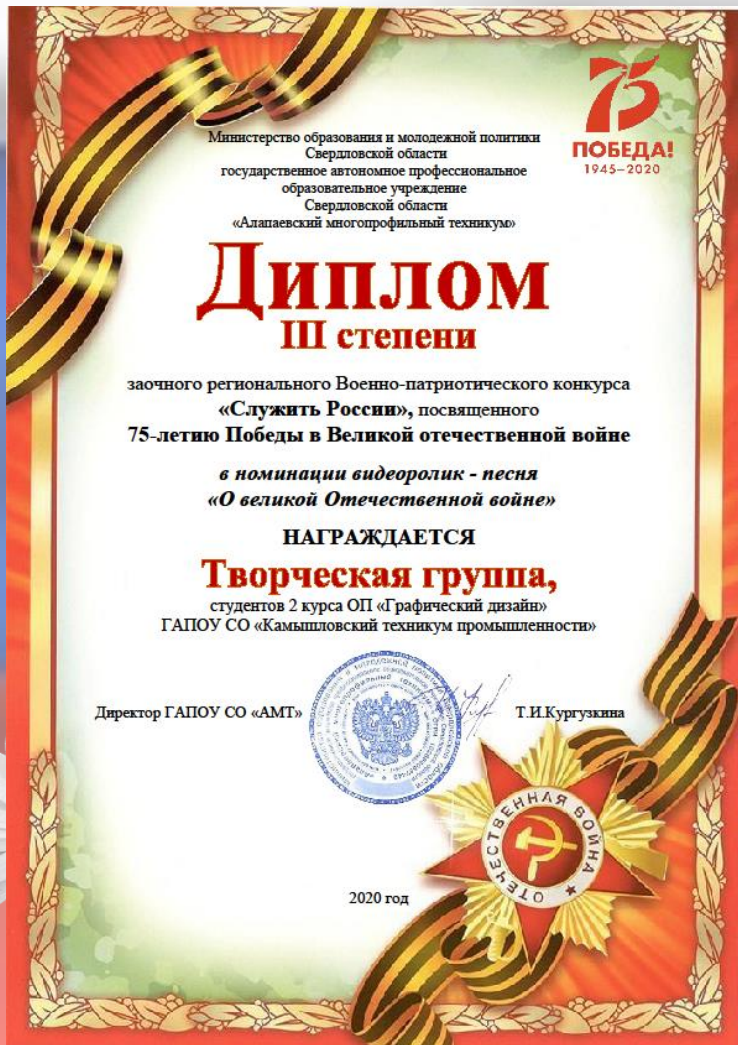 75
ПОБЕДА!
1945–2020
Министерство образования и молодежной политики
Свердловской области
государственное автономное профессиональное
образовательное учреждение
Свердловской области
«Алапаевский многопрофильный техникум»
Диплом
III степени
заочного регионального Военно-патриотического конкурса
«Служить России», посвященного
75-летию Победы в Великой отечественной войне
в номинации видеоролик - песня
«О великой Отечественной войне»
НАГРАЖДАЕТСЯ
Творческая группа,
студентов 2 курса ОП «Графический дизайн»
ГАПОУ СО «Камышловский техникум промышленности»
Директор ГАПОУ СО «АМТ»
Т.И.Кургузкина
ОТЕЧЕСТВЕННАЯ ВОЙНА
2020 год